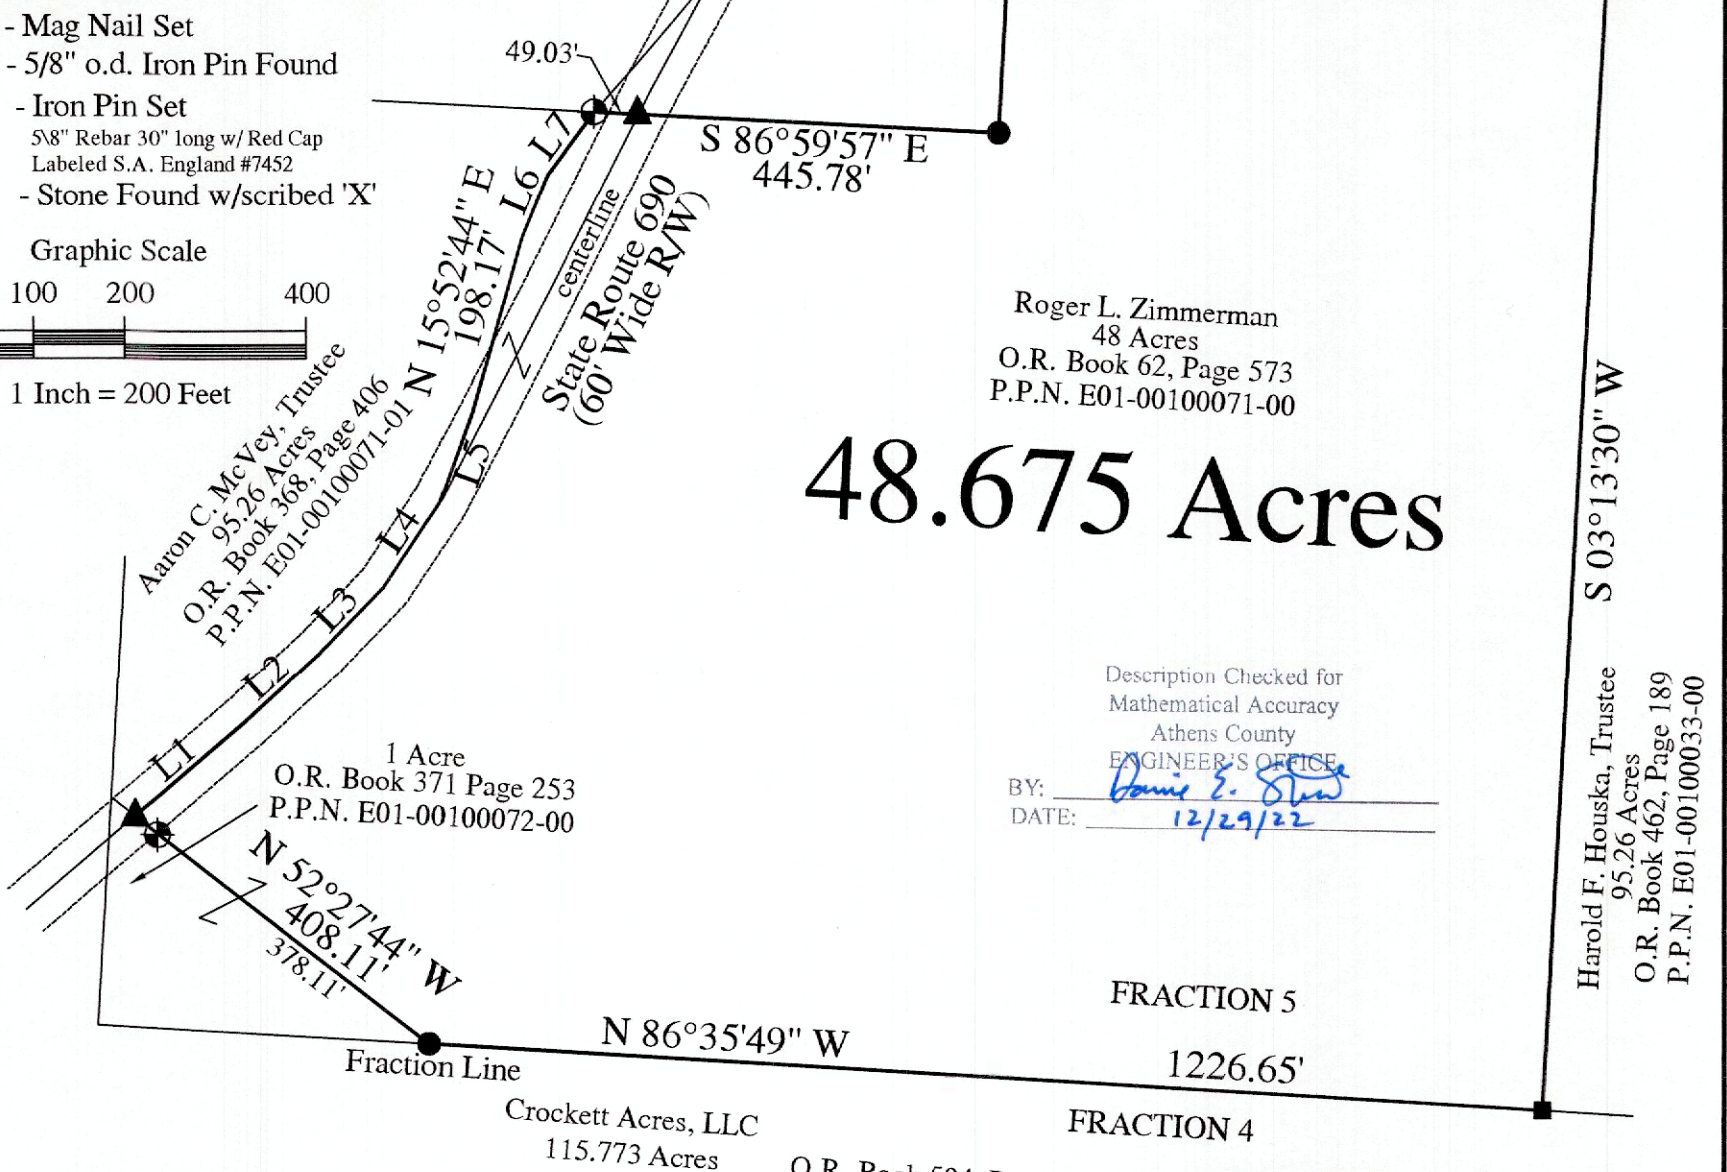 - Mag Nail Set
- 5/8" o.d. Iron Pin Found
- Iron Pin Set
5\8" Rebar 30" long w/ Red Cap
Labeled S.A. England #7452
- Stone Found w/scribed 'X'
Graphic Scale
100 200 400
1 Inch = 200 Feet
49.03'
S 86°59'57" E
445.78'
L7
L6
N 15°52'44" E
198.17'
centerline
State Route 690
(60' Wide R/W)
L5
L4
L3
L2
L1
Aaron C. McVey, Trustee
95.26 Acres
O.R. Book 368, Page 406
P.P.N. E01-00100071-01
Roger L. Zimmerman
48 Acres
O.R. Book 62, Page 573
P.P.N. E01-00100071-00
48.675 Acres
S 03°13'30" W
Harold F. Houska, Trustee
95.26 Acres
O.R. Book 462, Page 189
P.P.N. E01-00100033-00
Description Checked for
Mathematical Accuracy
Athens County
ENGINEER'S OFFICE
BY:
DATE: 12/29/22
1 Acre
O.R. Book 371 Page 253
P.P.N. E01-00100072-00
N 52°27'44" W
408.11'
378.11'
FRACTION 5
N 86°35'49" W
1226.65'
Fraction Line
FRACTION 4
Crockett Acres, LLC
115.773 Acres
O.R. Book